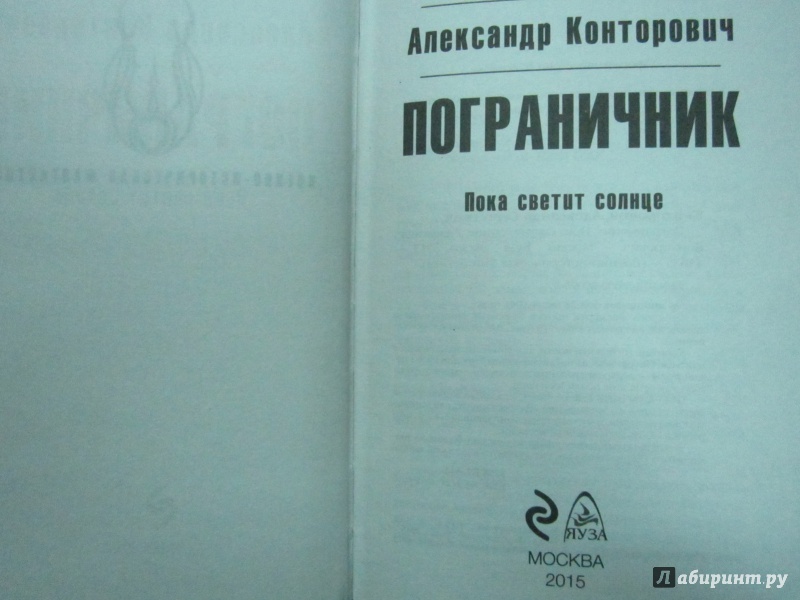 Александр Конторович
ПОГРАНИЧНИК
Пока светит солнце
ЯУЗА
МОСКВА
2015
Лабиринт.ру